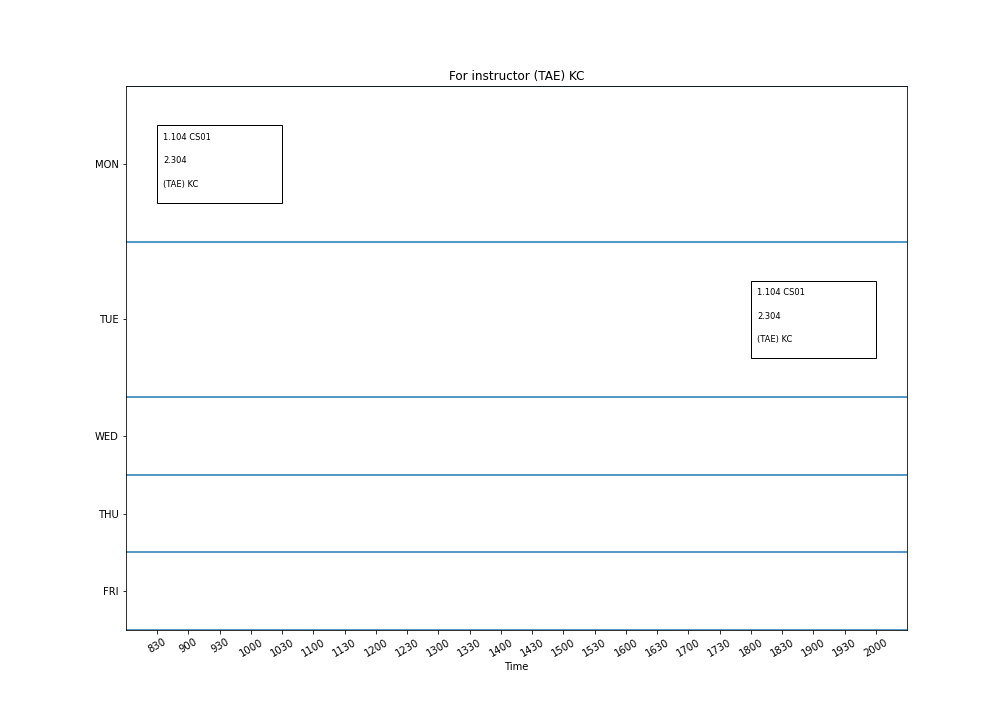 For instructor (TAE) KC
MON
1.104 CS01
2.304
(TAE) KC
TUE
1.104 CS01
2.304
(TAE) KC
WED
THU
FRI
830 900 930 1000 1030 1100 1130 1200 1230 1300 1330 1400 1430 1500 1530 1600 1630 1700 1730 1800 1830 1900 1930 2000
Time